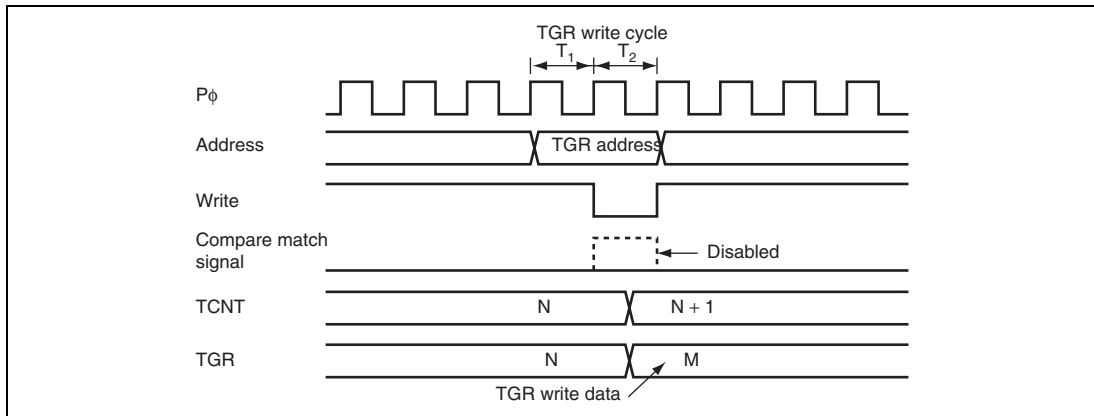 TGR write cycle
T1 T2
Pϕ
Address
TGR address
Write
Compare match
signal
Disabled
TCNT
N
N + 1
TGR
N
M
TGR write data